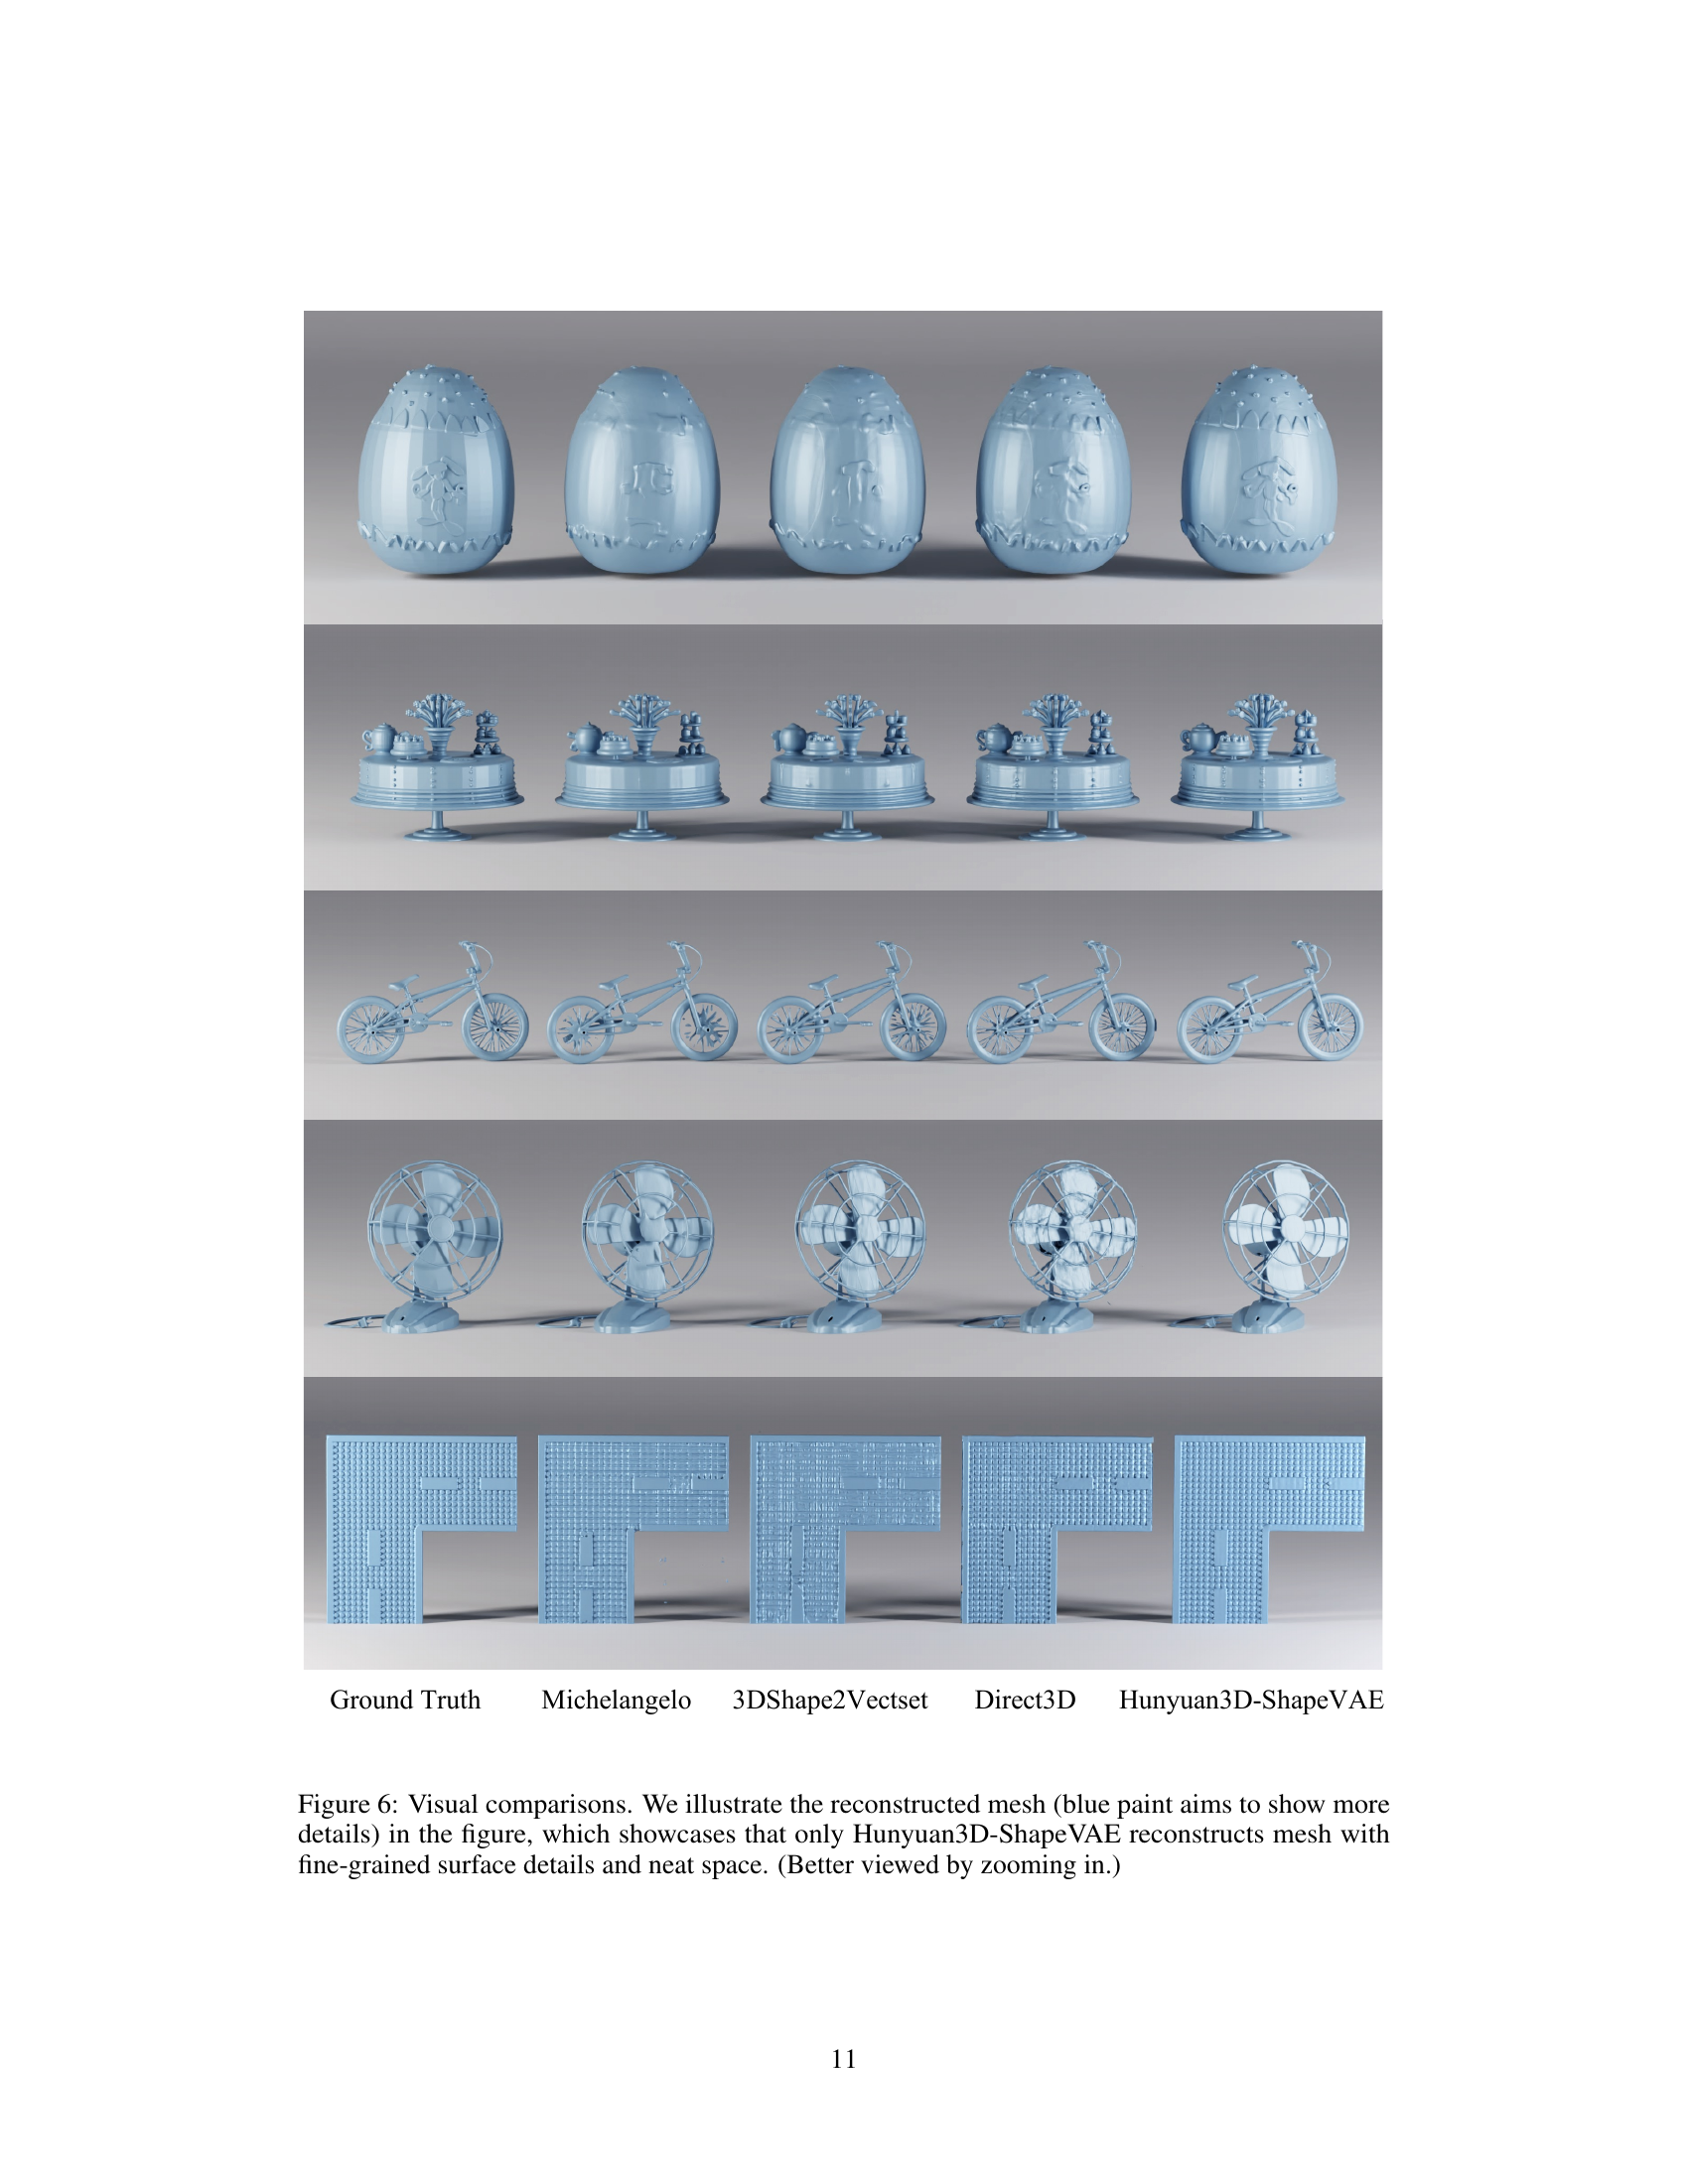 Ground Truth Michelangelo 3DShape2Vectset Direct3D Hunyuan3D-ShapeVAE
Figure 6: Visual comparisons. We illustrate the reconstructed mesh (blue paint aims to show more
details) in the figure, which showcases that only Hunyuan3D-ShapeVAE reconstructs mesh with
fine-grained surface details and neat space. (Better viewed by zooming in.)
11